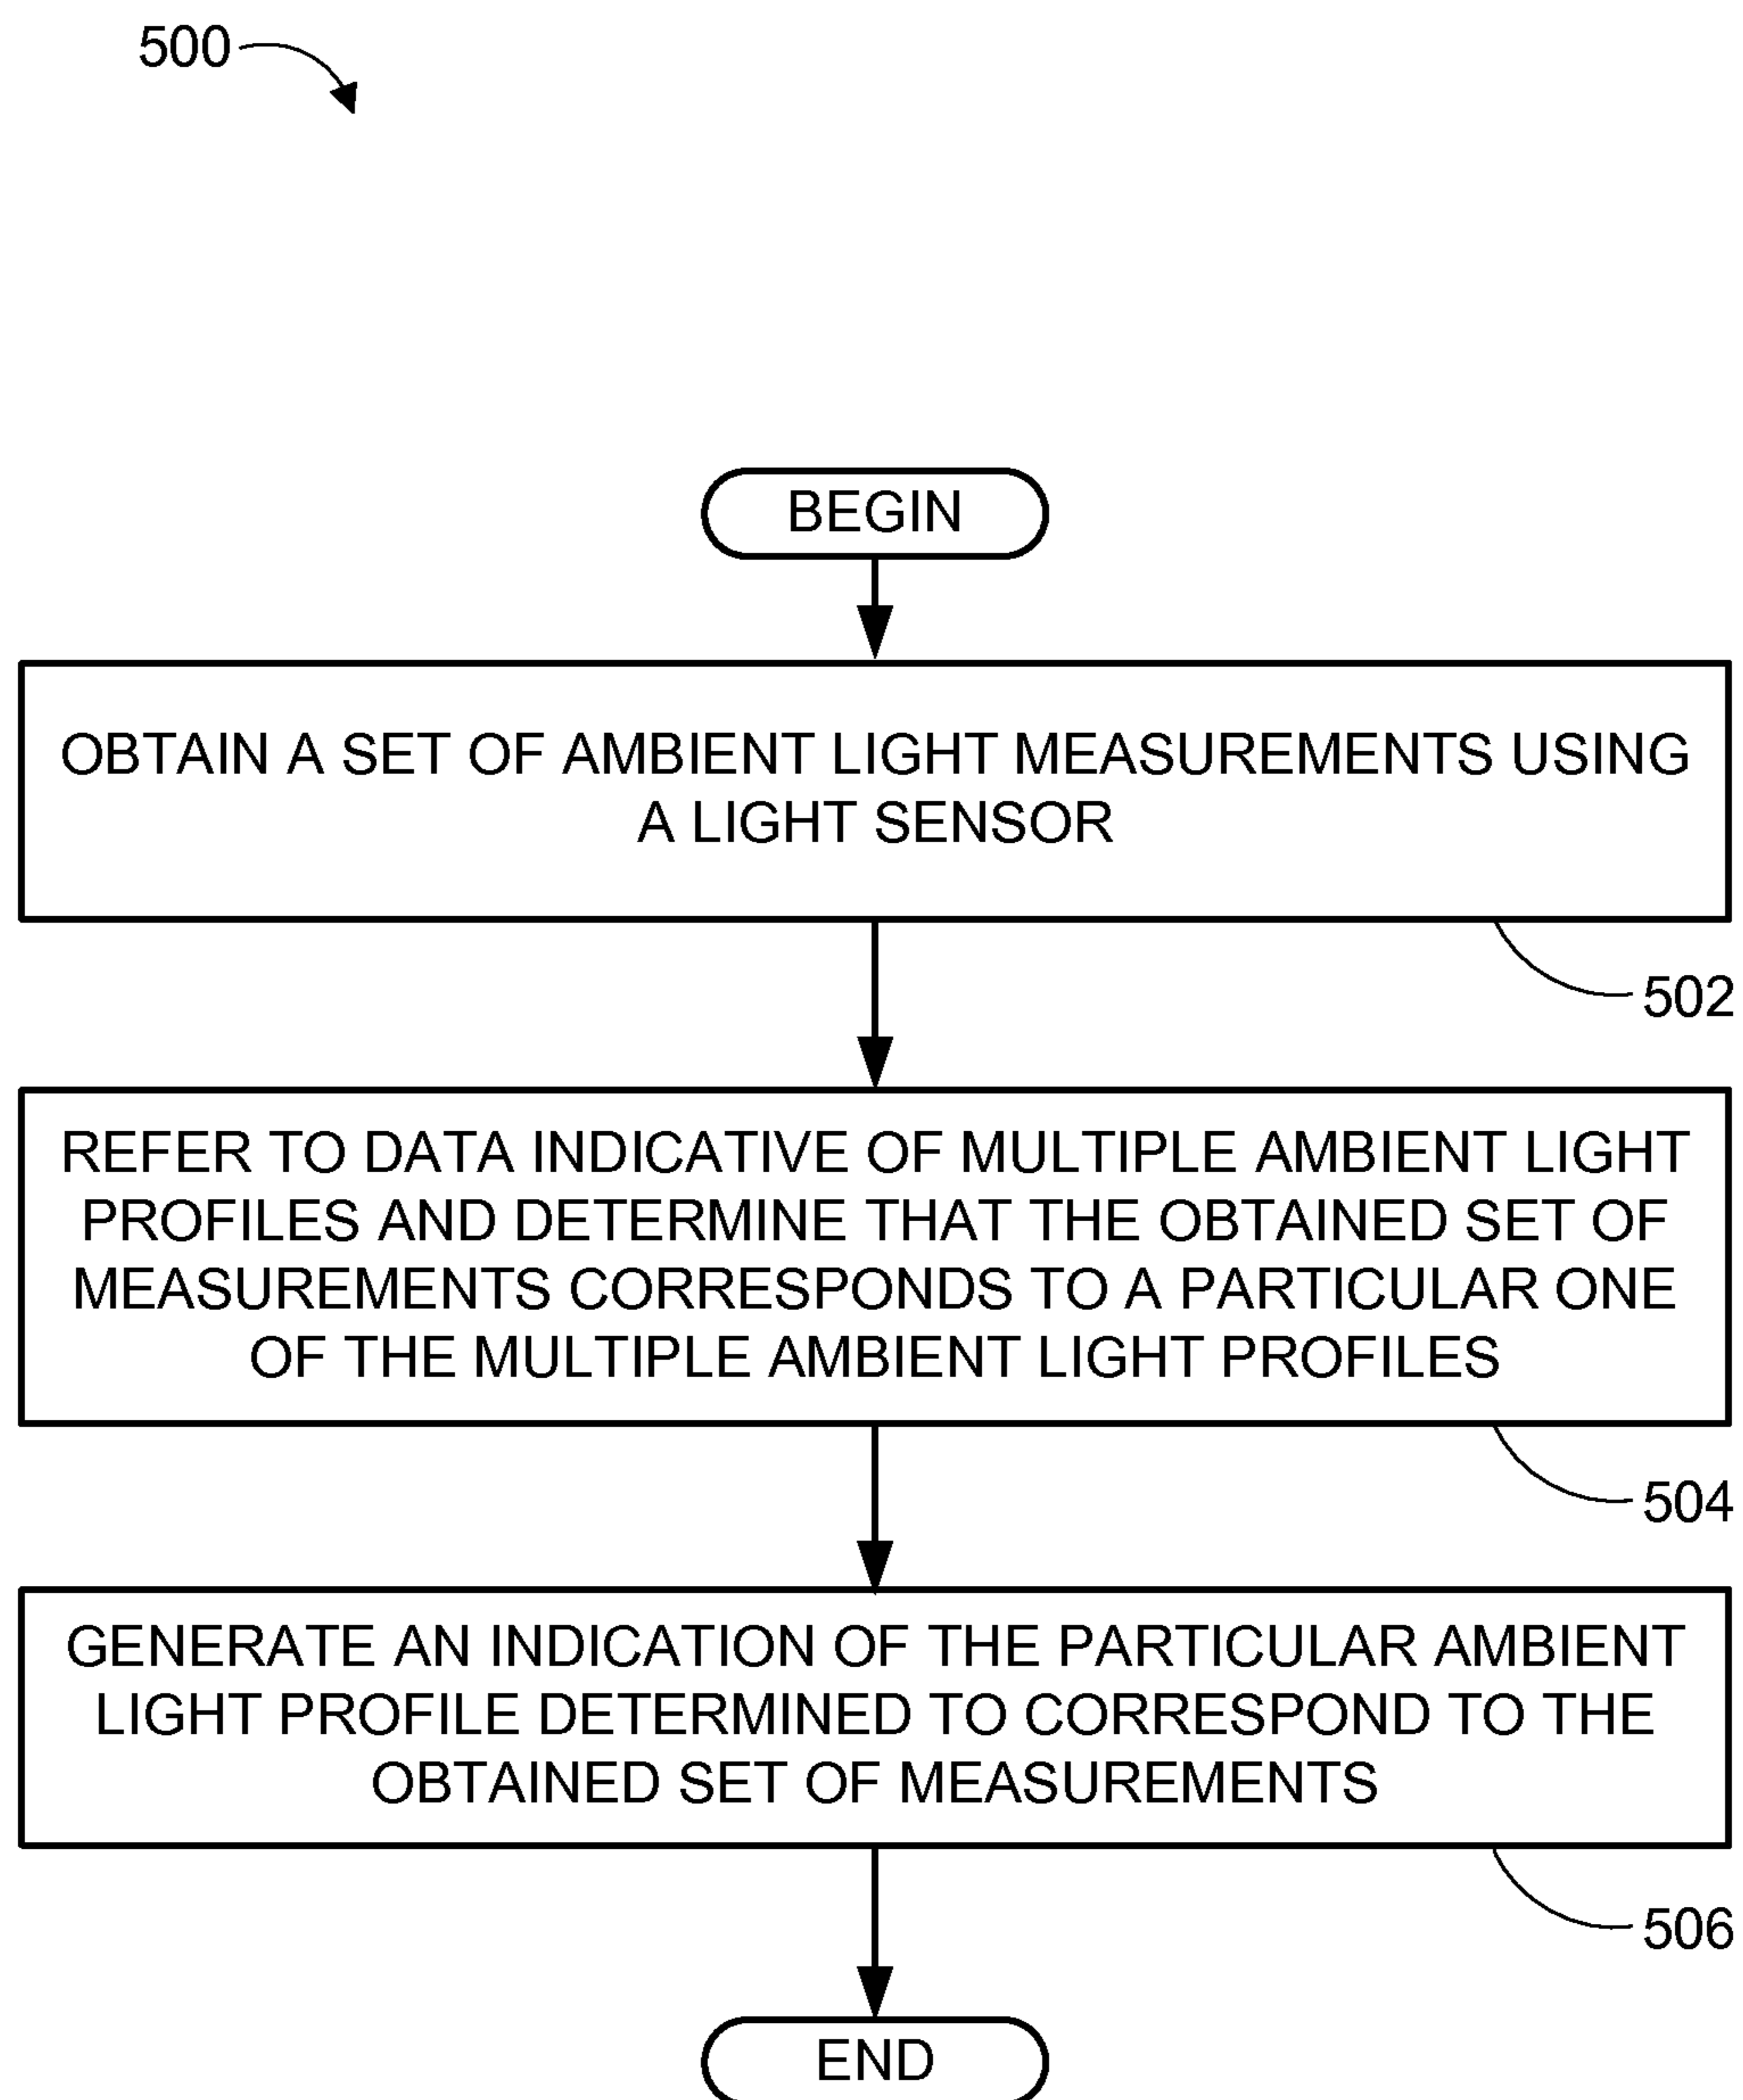 500
BEGIN
OBTAIN A SET OF AMBIENT LIGHT MEASUREMENTS USING
A LIGHT SENSOR
502
REFER TO DATA INDICATIVE OF MULTIPLE AMBIENT LIGHT
PROFILES AND DETERMINE THAT THE OBTAINED SET OF
MEASUREMENTS CORRESPONDS TO A PARTICULAR ONE
OF THE MULTIPLE AMBIENT LIGHT PROFILES
504
GENERATE AN INDICATION OF THE PARTICULAR AMBIENT
LIGHT PROFILE DETERMINED TO CORRESPOND TO THE
OBTAINED SET OF MEASUREMENTS
506
END